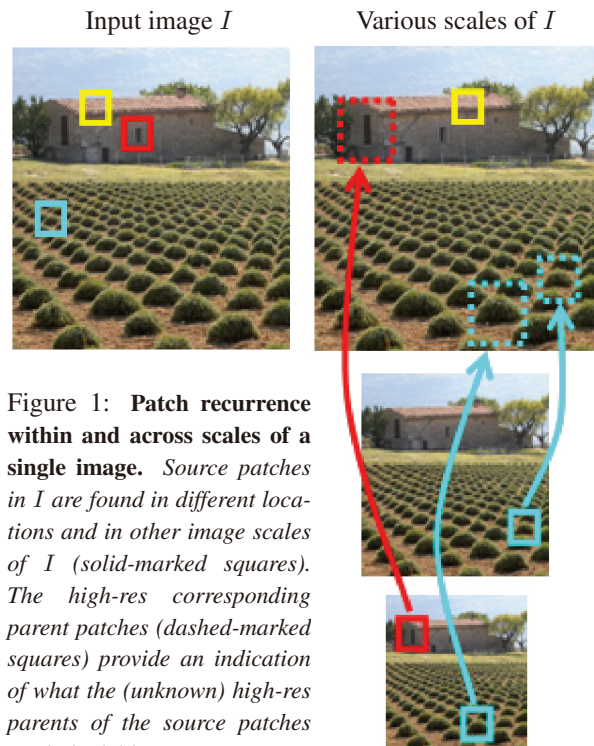 Input image I
Various scales of I
Figure 1: Patch recurrence
within and across scales of a
single image. Source patches
in I are found in different loca-
tions and in other image scales
of I (solid-marked squares).
The high-res corresponding
parent patches (dashed-marked
squares) provide an indication
of what the (unknown) high-res
parents of the source patches